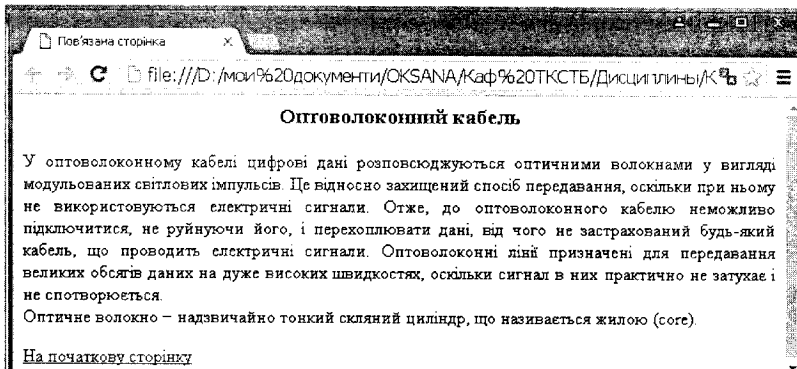 Пов'язана сторінка
file:///D:/мои%20документи/OKSANA/Каф%20ТКСТБ/Дисциплины/К
Оптоволоконний кабель
У оптоволоконному кабелі цифрові дані розповсюджуються оптичними волокнами у вигляді
модульованих світлових імпульсів. Це відносно захищений спосіб передавання, оскільки при ньому
не використовуються електричні сигнали. Отже, до оптоволоконного кабелю неможливо
підключитися, не руйнуючи його, і перехоплювати дані, від чого не застрахований будь-який
кабель, що проводить електричні сигнали. Оптоволоконні лінії призначені для передавання
великих обсягів даних на дуже високих швидкостях, оскільки сигнал в них практично не затухає і
не спотворюється.
Оптичне волокно – надзвичайно тонкий скляний циліндр, що називається жилою (core).
На початкову сторінку